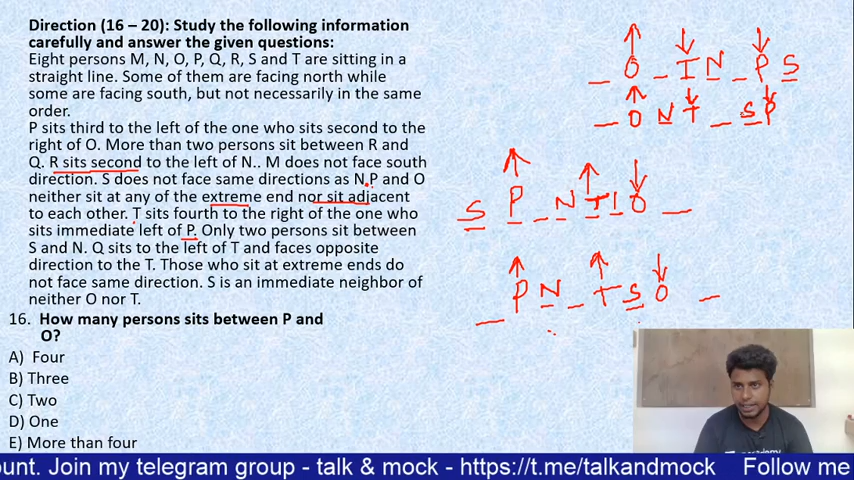 Direction (16 – 20): Study the following information
carefully and answer the given questions:
Eight persons M, N, O, P, Q, R, S and T are sitting in a
straight line. Some of them are facing north while
some are facing south, but not necessarily in the same
order.
P sits third to the left of the one who sits second to the
right of O. More than two persons sit between R and
Q. R sits second to the left of N.. M does not face south
direction. S does not face same directions as N.P and O
neither sit at any of the extreme end nor sit adjacent
to each other. T sits fourth to the right of the one who
sits immediate left of P. Only two persons sit between
S and N. Q sits to the left of T and faces opposite
direction to the T. Those who sit at extreme ends do
not face same direction. S is an immediate neighbor of
neither O nor T.
16. How many persons sits between P and
O?
A) Four
B) Three
C) Two
D) One
E) More than four
_ O _ T N _ P S
_ O N T _ S P
S P _ N T _ O _
_ P N _ T S O _
ount. Join my telegram group - talk & mock - https://t.me/talkandmock Follow me